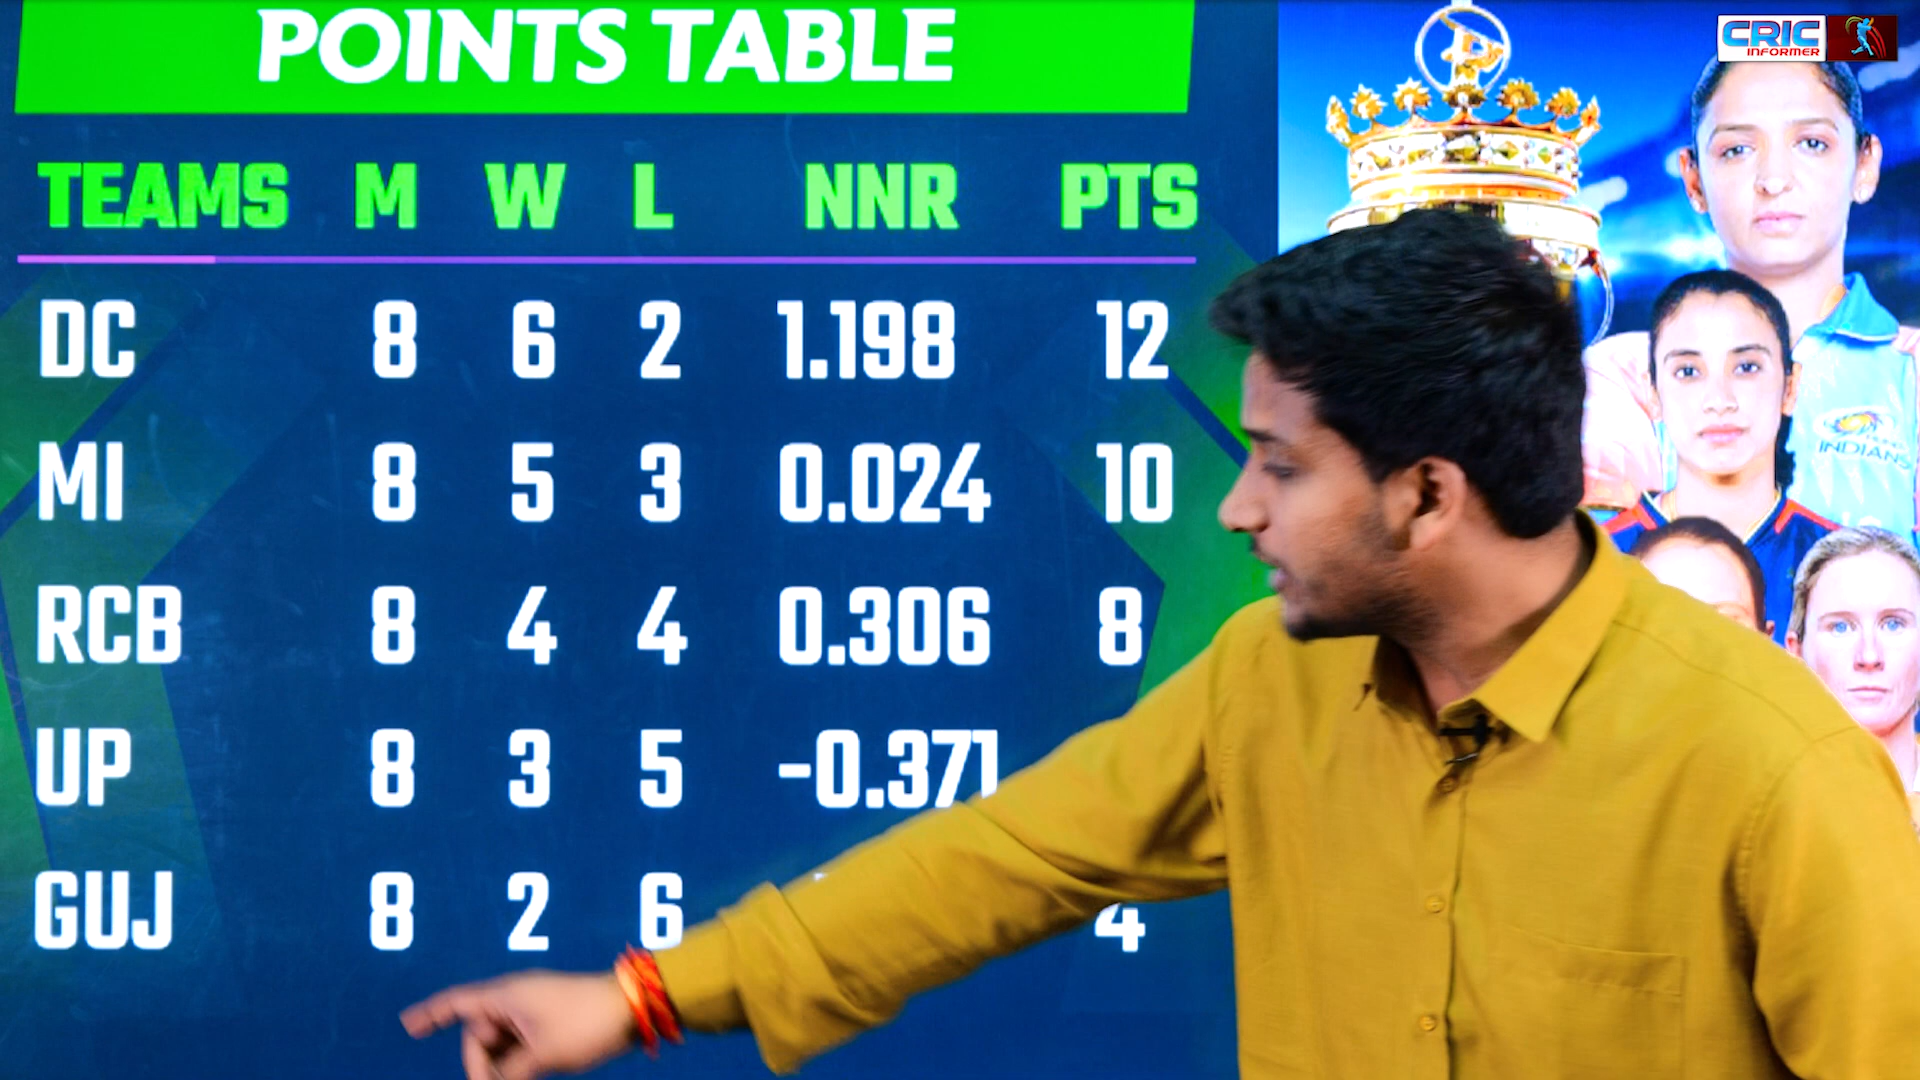 POINTS TABLE
CRIC
INFORMER
TEAMS M W L NNR PTS
DC 8 6 2 1.198 12
MI 8 5 3 0.024 10
INDIANS
RCB 8 4 4 0.306 8
UP 8 3 5 -0.371
GUJ 8 2 6 4